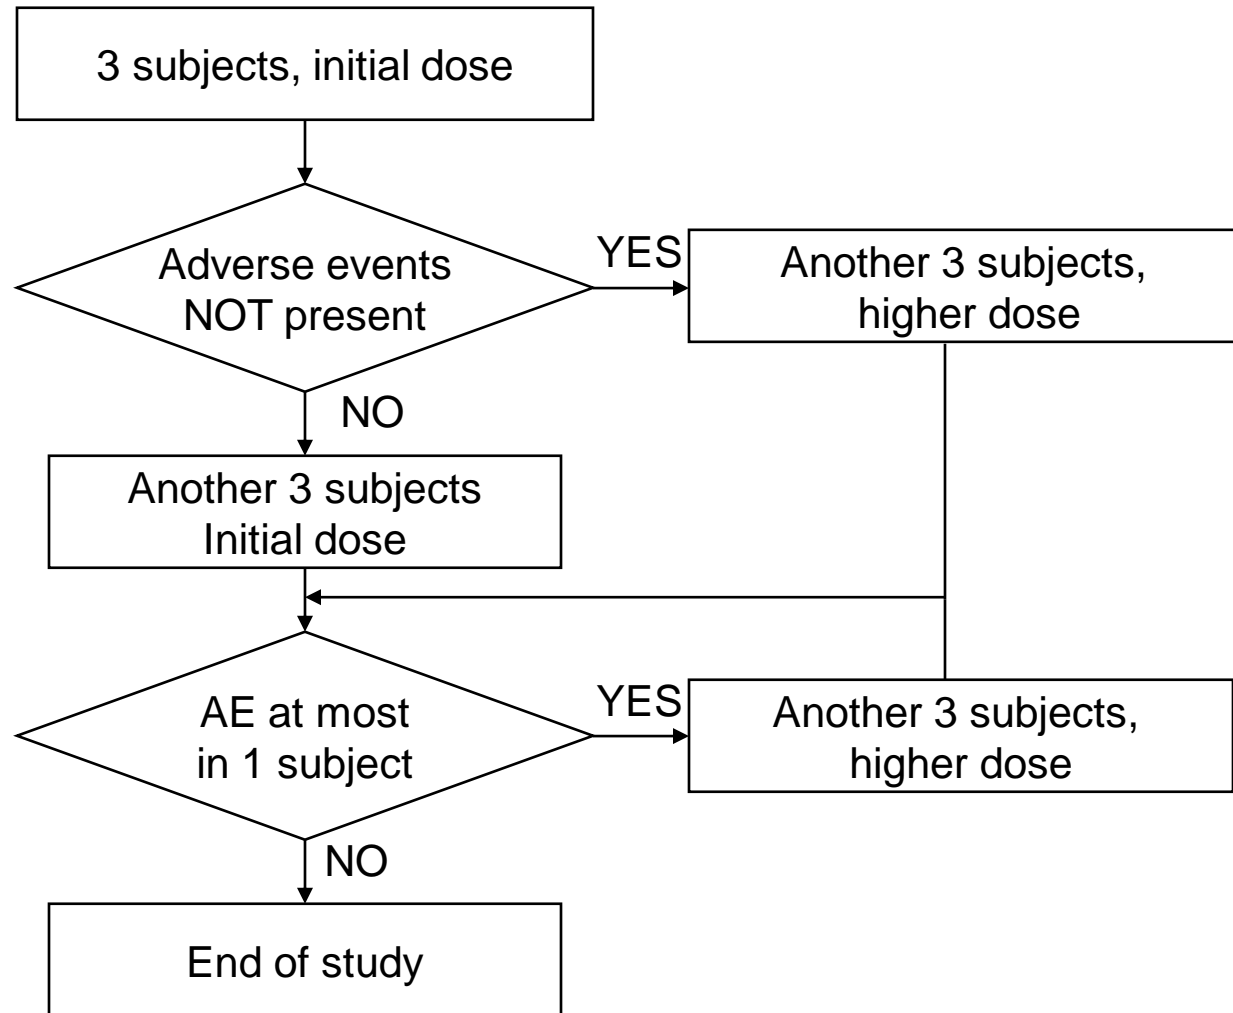 3 subjects, initial dose
Adverse events
NOT present
YES
Another 3 subjects,
higher dose
NO
Another 3 subjects
Initial dose
AE at most
in 1 subject
YES
Another 3 subjects,
higher dose
NO
End of study